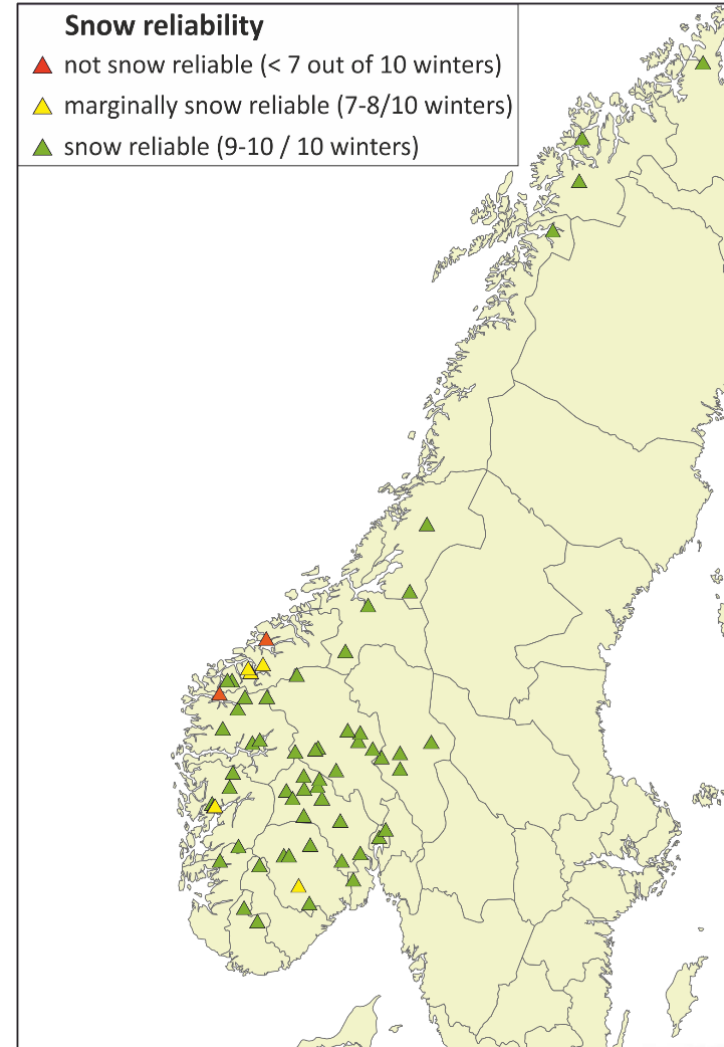 Snow reliability
not snow reliable (< 7 out of 10 winters)
marginally snow reliable (7-8/10 winters)
snow reliable (9-10 / 10 winters)